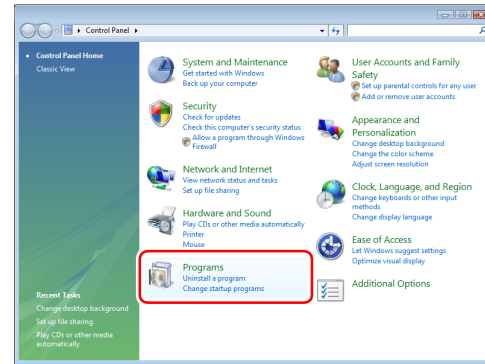 Control Panel
Control Panel Home
Classic View
System and Maintenance
Get started with Windows
Back up your computer
Security
Check for updates
Check this computer's security status
Allow a program through Windows
Firewall
Network and Internet
View network status and tasks
Set up file sharing
Hardware and Sound
Play CDs or other media automatically
Printer
Mouse
Programs
Uninstall a program
Change startup programs
User Accounts and Family
Safety
Set up parental controls for any user
Add or remove user accounts
Appearance and
Personalization
Change desktop background
Change the color scheme
Adjust screen resolution
Clock, Language, and Region
Change keyboards or other input
methods
Change display language
Ease of Access
Let Windows suggest settings
Optimize visual display
Additional Options
Recent Tasks
Change desktop background
Set up file sharing
Play CDs or other media
automatically